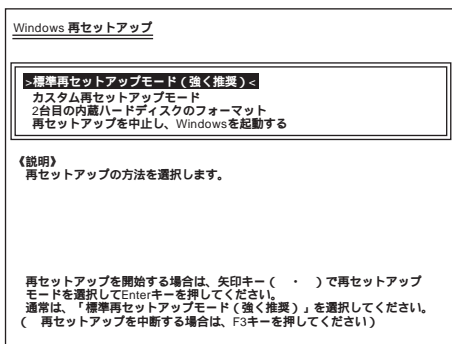 Windows 再セットアップ
>標準再セットアップモード（強く推奨）<
カスタム再セットアップモード
2台目の内蔵ハードディスクのフォーマット
再セットアップを中止し、Windowsを起動する
《説明》
再セットアップの方法を選択します。
再セットアップを開始する場合は、矢印キー（　・　）で再セットアップ
モードを選択してEnterキーを押してください。
通常は、「標準再セットアップモード（強く推奨）」を選択してください。
（　再セットアップを中断する場合は、F3キーを押してください）